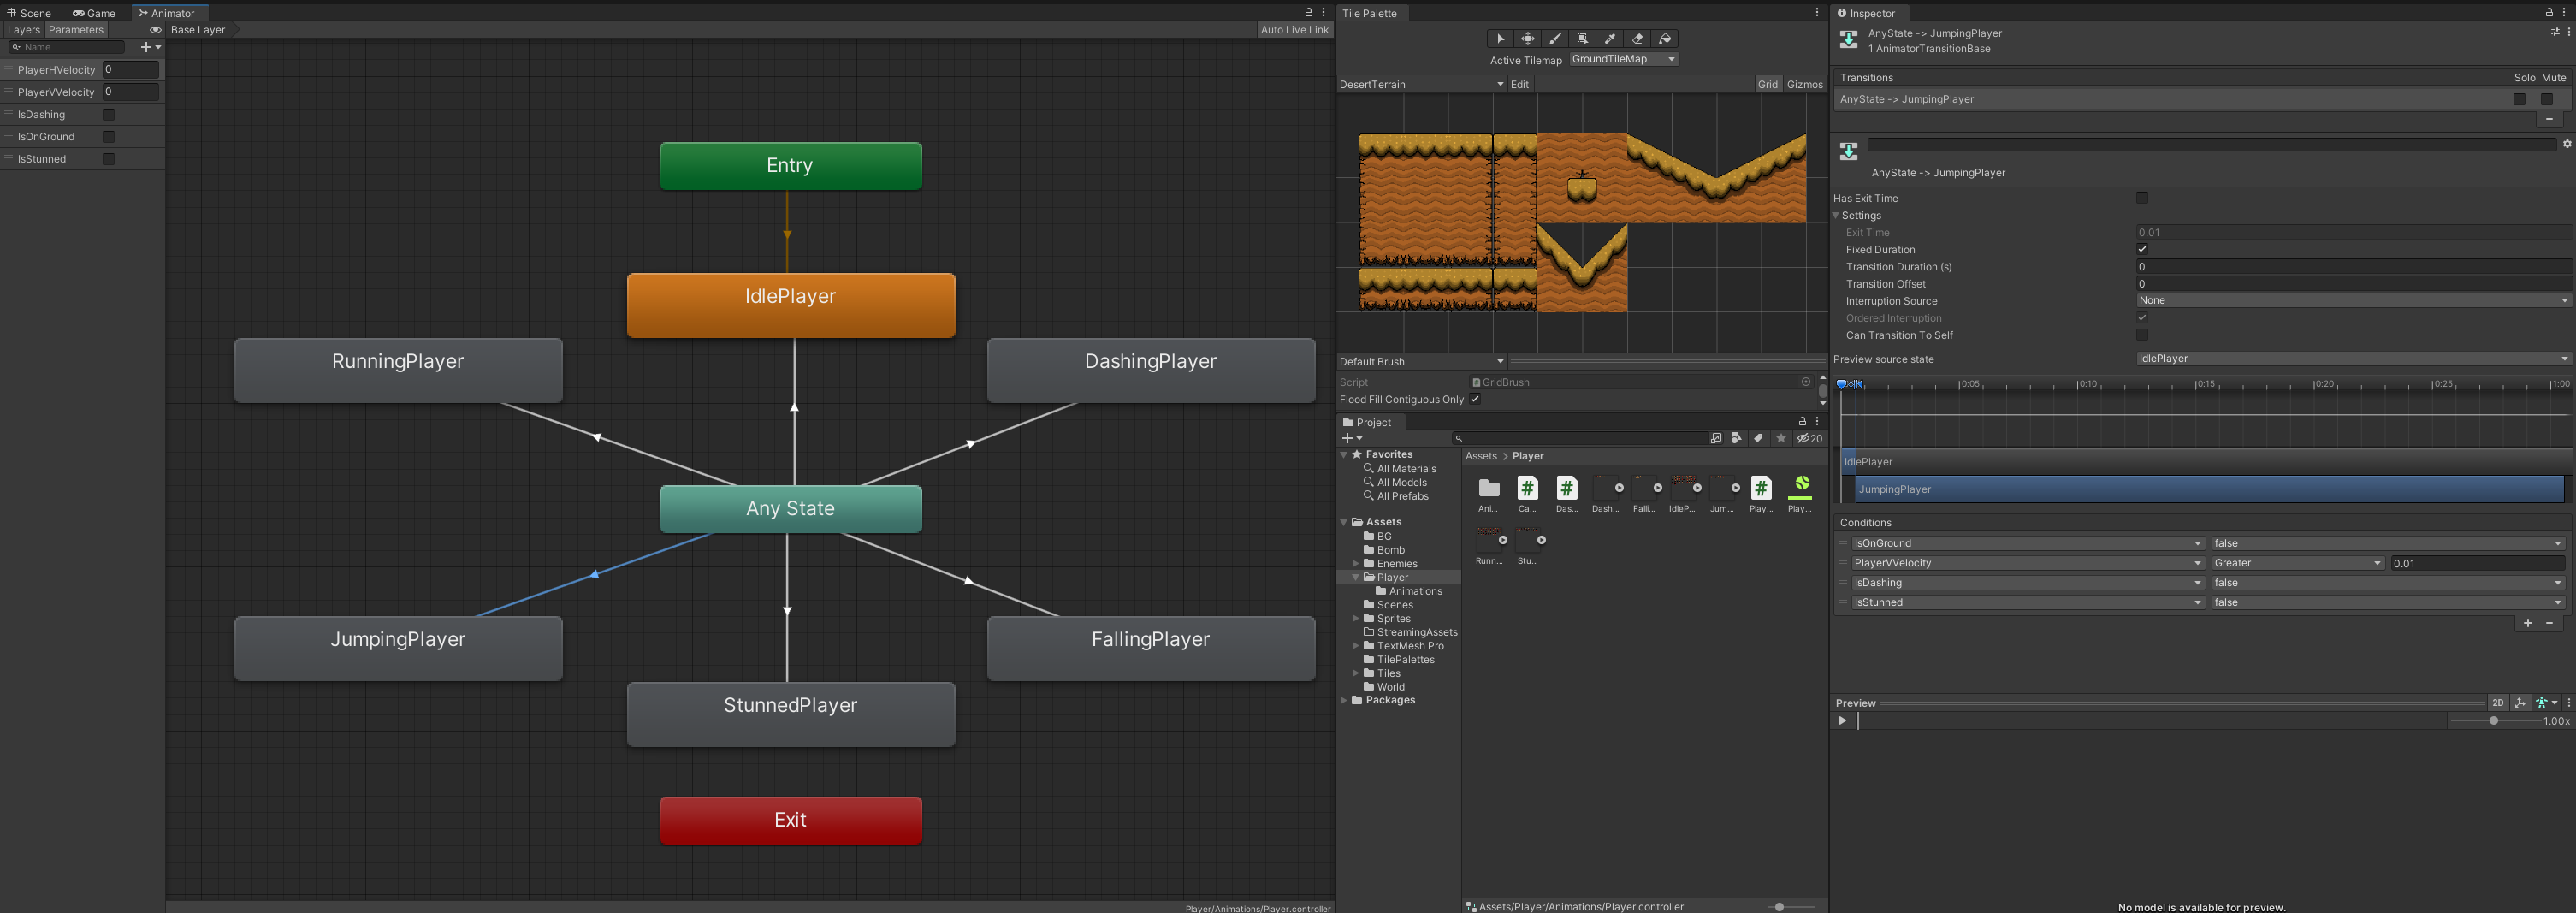 Scene
Game
Animator
Layers
Parameters
Base Layer
Auto Live Link
Name
PlayerHVelocity 0
PlayerVVelocity 0
IsDashing
IsOnGround
IsStunned
Entry
IdlePlayer
RunningPlayer
DashingPlayer
Any State
JumpingPlayer
FallingPlayer
StunnedPlayer
Exit
Player/Animations/Player.controller
Tile Palette
Active Tilemap GroundTileMap
DesertTerrain
Edit
Grid
Gizmos
Default Brush
Script GridBrush
Flood Fill Contiguous Only
Project
20
Favorites
All Materials
All Models
All Prefabs
Assets
BG
Bomb
Enemies
Player
Animations
Scenes
Sprites
StreamingAssets
TextMesh Pro
TilePalettes
Tiles
World
Packages
Assets > Player
Ani...
Ca...
Das...
Dash...
Falli...
IdleP...
Jum...
Play...
Play...
Runn...
Stu...
Assets/Player/Animations/Player.controller
Inspector
AnyState -> JumpingPlayer
1 AnimatorTransitionBase
Transitions Solo Mute
AnyState -> JumpingPlayer
AnyState -> JumpingPlayer
Has Exit Time
Settings
Exit Time 0.01
Fixed Duration
Transition Duration (s) 0
Transition Offset 0
Interruption Source None
Ordered Interruption
Can Transition To Self
Preview source state IdlePlayer
0:05 0:10 0:15 0:20 0:25 1:00
IdlePlayer
JumpingPlayer
Conditions
IsOnGround false
PlayerVVelocity Greater 0.01
IsDashing false
IsStunned false
Preview
2D
1.00x
No model is available for preview.